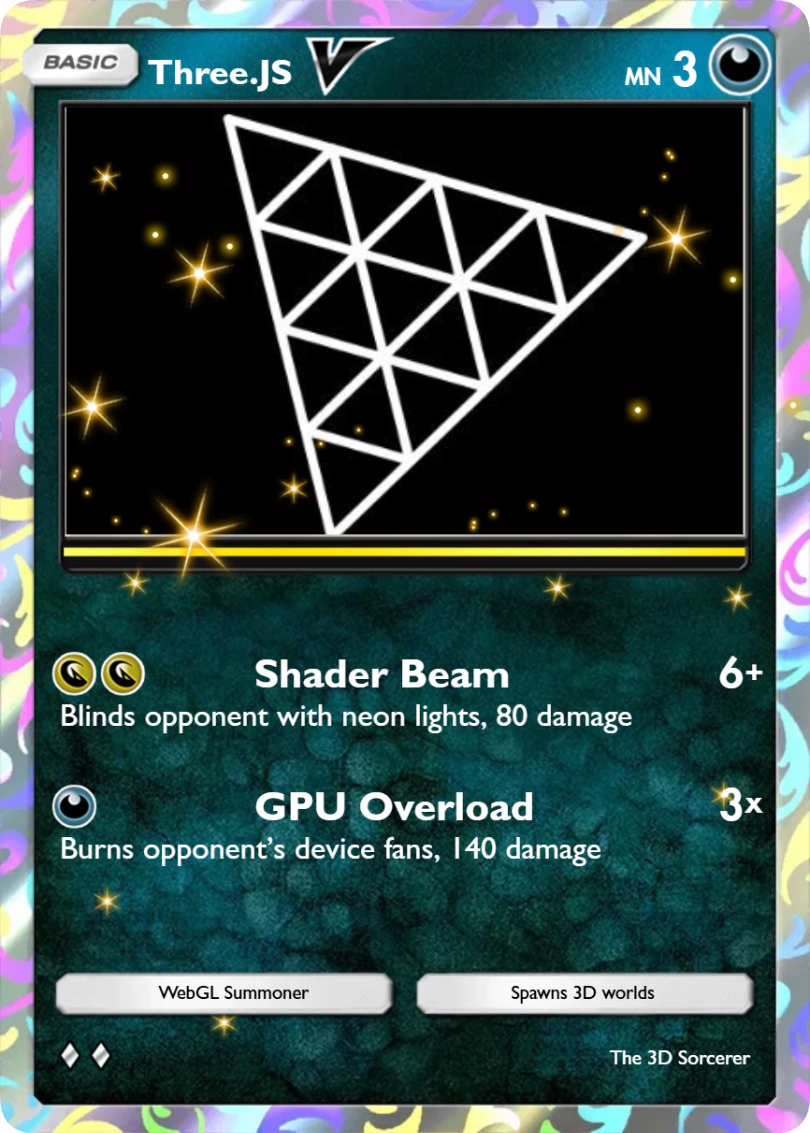 BASIC
Three.JS V
MN 3
Shader Beam 6+
Blinds opponent with neon lights, 80 damage
GPU Overload 3x
Burns opponent’s device fans, 140 damage
WebGL Summoner
Spawns 3D worlds
The 3D Sorcerer